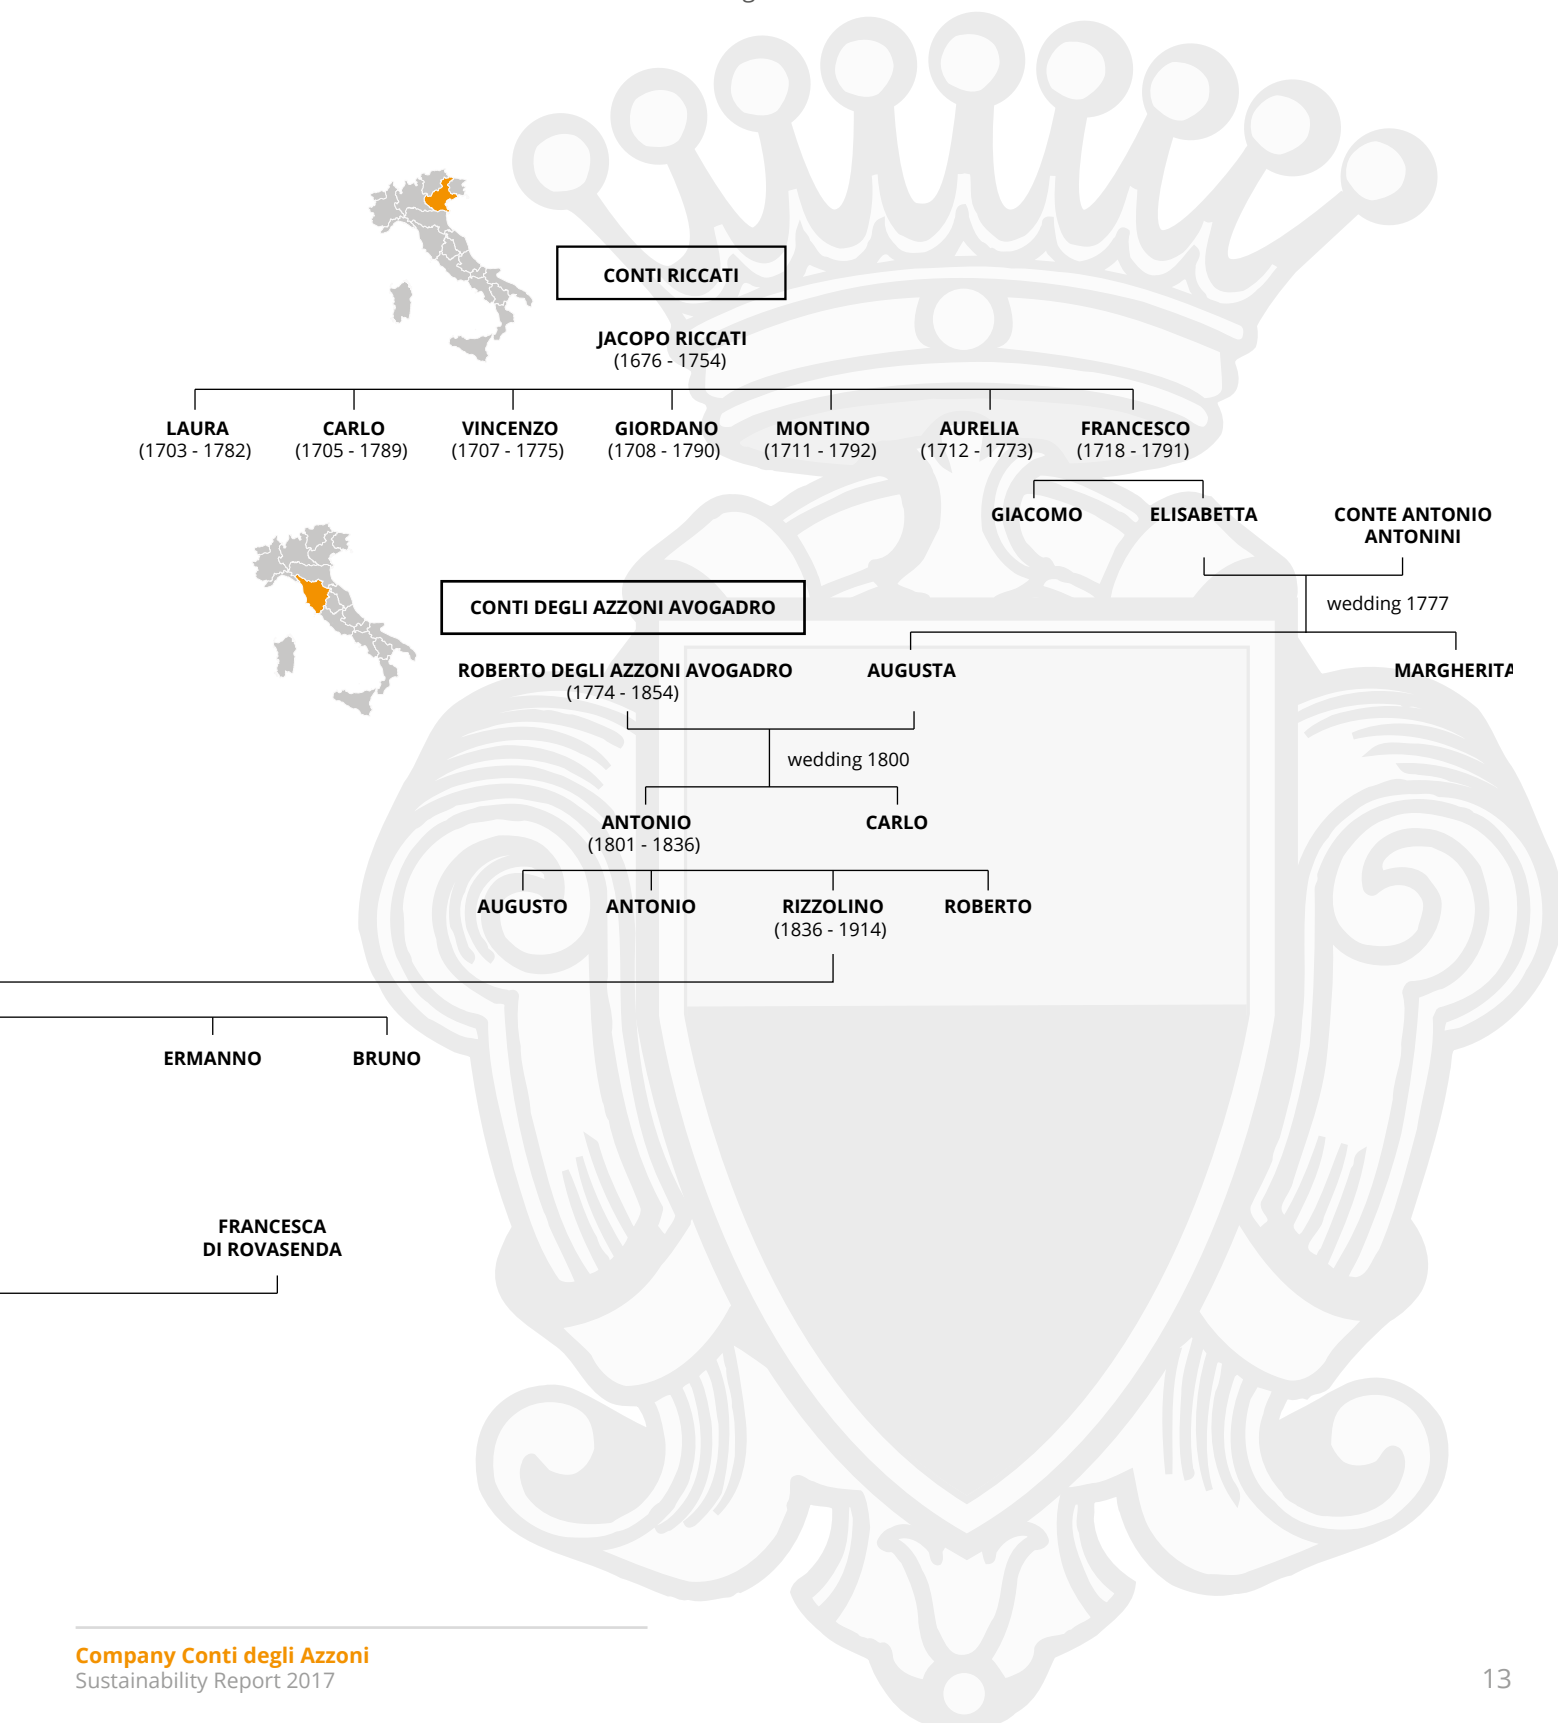 CONTI RICCATI
JACOPO RICCATI
(1676 - 1754)
LAURA
(1703 - 1782)
CARLO
(1705 - 1789)
VINCENZO
(1707 - 1775)
GIORDANO
(1708 - 1790)
MONTINO
(1711 - 1792)
AURELIA
(1712 - 1773)
FRANCESCO
(1718 - 1791)
GIACOMO
ELISABETTA
CONTE ANTONIO
ANTONINI
wedding 1777
CONTI DEGLI AZZONI AVOGADRO
ROBERTO DEGLI AZZONI AVOGADRO
(1774 - 1854)
AUGUSTA
MARGHERITA
wedding 1800
ANTONIO
(1801 - 1836)
CARLO
AUGUSTO
ANTONIO
RIZZOLINO
(1836 - 1914)
ROBERTO
ERMANNO
BRUNO
FRANCESCA
DI ROVASENDA
Company Conti degli Azzoni
Sustainability Report 2017
13